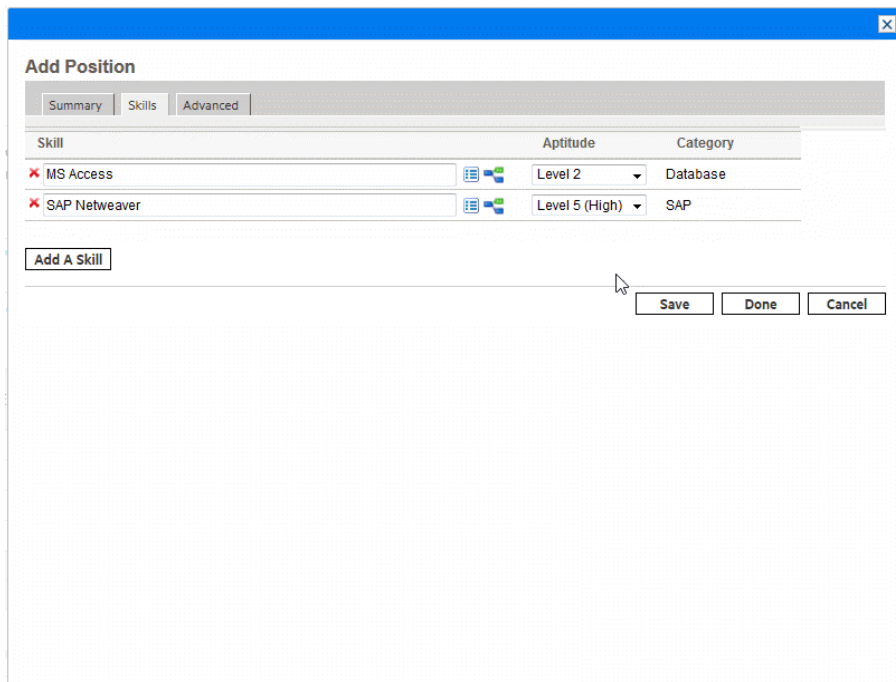 Add Position
Summary Skills Advanced
Skill Aptitude Category
MS Access Level 2 Database
SAP Netweaver Level 5 (High) SAP
Add A Skill
Save Done Cancel